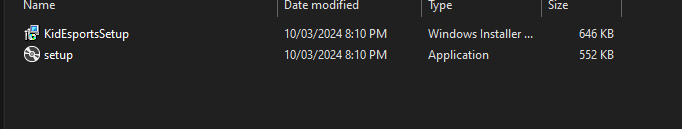 Name Date modified Type Size
KidEsportsSetup 10/03/2024 8:10 PM Windows Installer ... 646 KB
setup 10/03/2024 8:10 PM Application 552 KB